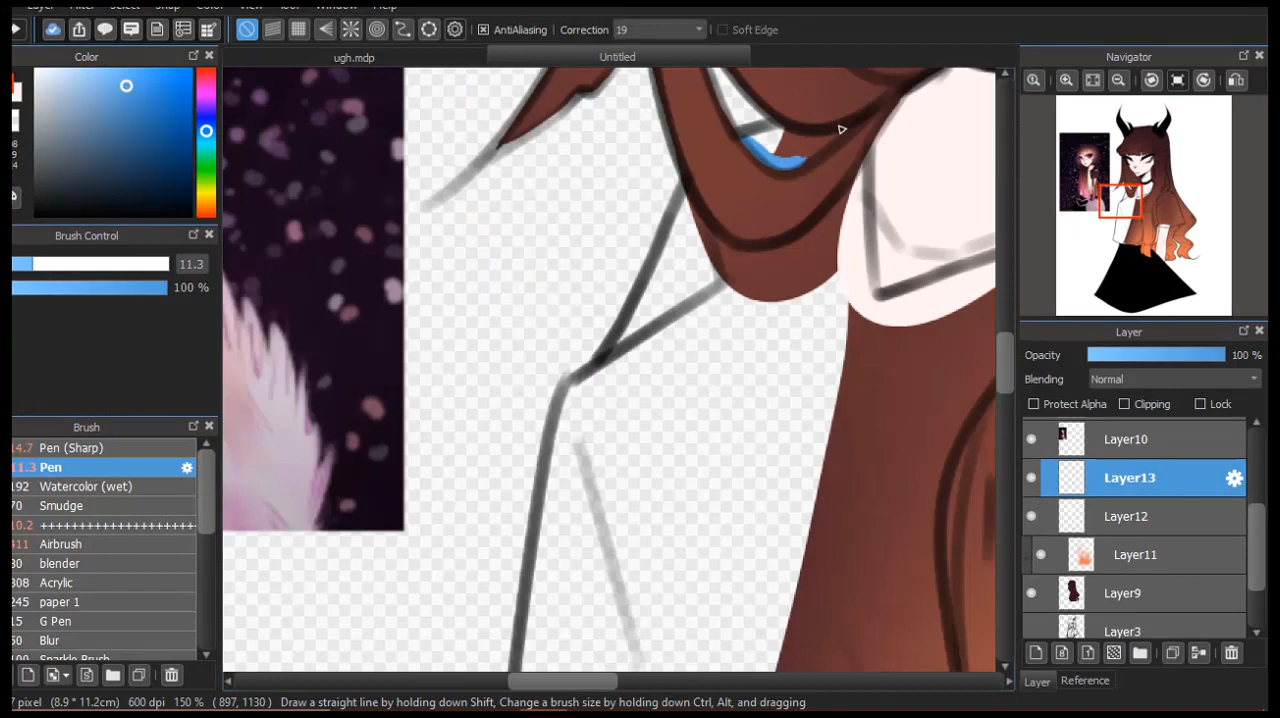 AntiAliasing Correction 19 Soft Edge
Color
ugh.mdp
Untitled
Navigator
Brush Control
11.3
100 %
Brush
14.7 Pen (Sharp)
11.3 Pen
192 Watercolor (wet)
70 Smudge
10.2 ++++++++++++++++++++
411 Airbrush
80 blender
308 Acrylic
245 paper 1
15 G Pen
50 Blur
Sparkle Brush
Layer
Opacity 100 %
Blending Normal
Protect Alpha Clipping Lock
Layer10
Layer13
Layer12
Layer11
Layer9
Layer3
Layer Reference
7 pixel (8.9 * 11.2cm) 600 dpi 150 % ( 897, 1130 ) Draw a straight line by holding down Shift, Change a brush size by holding down Ctrl, Alt, and dragging